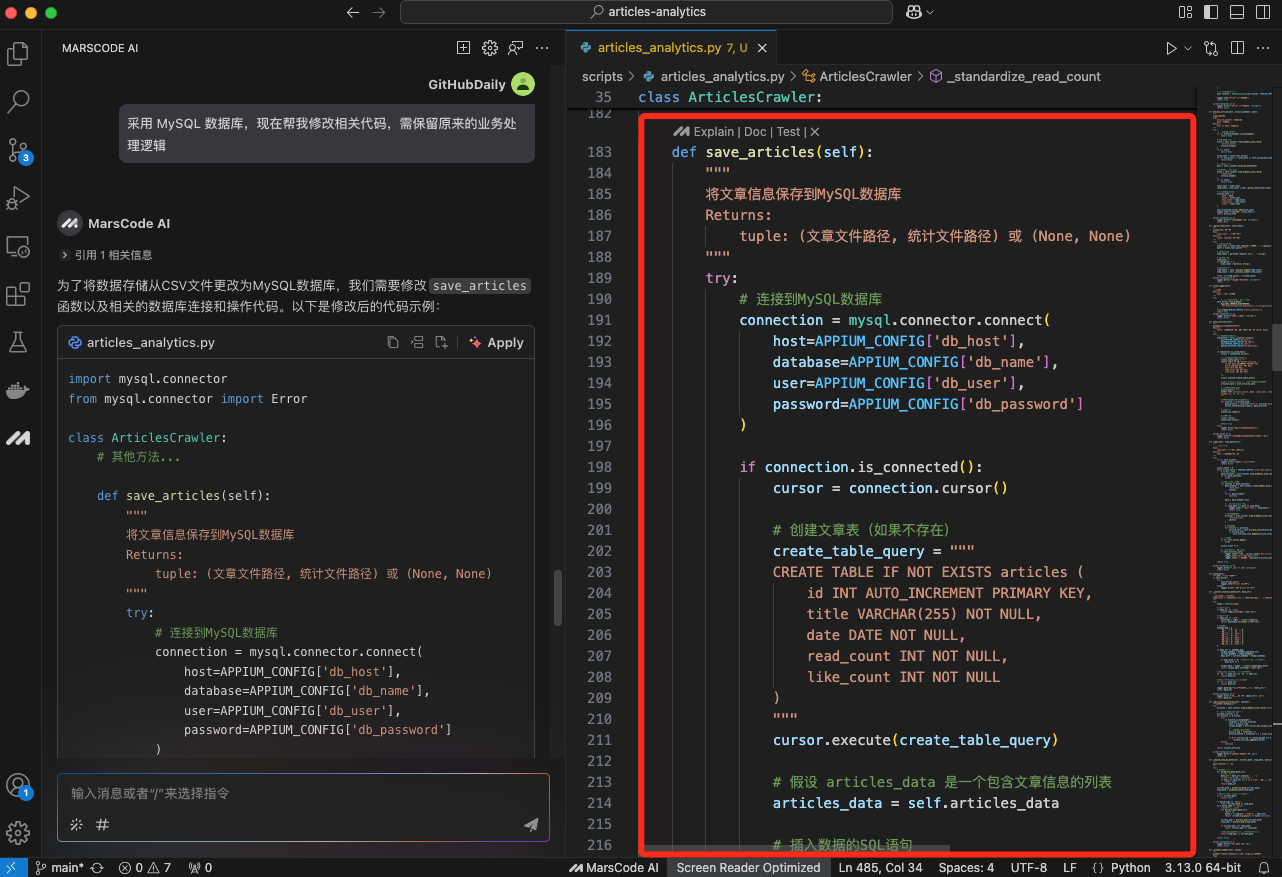 articles-analytics
MARSCODE AI
GitHubDaily
采用 MySQL 数据库，现在帮我修改相关代码，需保留原来的业务处
理逻辑
3
MarsCode AI
引用 1 相关信息
为了将数据存储从CSV文件更改为MySQL数据库，我们需要修改 save_articles
函数以及相关的数据库连接和操作代码。以下是修改后的代码示例：
articles_analytics.py
Apply
import mysql.connector
from mysql.connector import Error
class ArticlesCrawler:
# 其他方法...
def save_articles(self):
"""
将文章信息保存到MySQL数据库
Returns:
tuple: (文章文件路径, 统计文件路径) 或 (None, None)
"""
try:
# 连接到MySQL数据库
connection = mysql.connector.connect(
host=APPIUM_CONFIG['db_host'],
database=APPIUM_CONFIG['db_name'],
user=APPIUM_CONFIG['db_user'],
password=APPIUM_CONFIG['db_password']
)
输入消息或者“/”来选择指令
#
1
articles_analytics.py 7, U
scripts > articles_analytics.py > ArticlesCrawler > _standardize_read_count
35 class ArticlesCrawler:
182
Explain | Doc | Test |
183 def save_articles(self):
184 """
185 将文章信息保存到MySQL数据库
186 Returns:
187 tuple: (文章文件路径, 统计文件路径) 或 (None, None)
188 """
189 try:
190 # 连接到MySQL数据库
191 connection = mysql.connector.connect(
192 host=APPIUM_CONFIG['db_host'],
193 database=APPIUM_CONFIG['db_name'],
194 user=APPIUM_CONFIG['db_user'],
195 password=APPIUM_CONFIG['db_password']
196 )
197
198 if connection.is_connected():
199 cursor = connection.cursor()
200
201 # 创建文章表（如果不存在）
202 create_table_query = """
203 CREATE TABLE IF NOT EXISTS articles (
204 id INT AUTO_INCREMENT PRIMARY KEY,
205 title VARCHAR(255) NOT NULL,
206 date DATE NOT NULL,
207 read_count INT NOT NULL,
208 like_count INT NOT NULL
209 )
210 """
211 cursor.execute(create_table_query)
212
213 # 假设 articles_data 是一个包含文章信息的列表
214 articles_data = self.articles_data
215
216 # 插入数据的SQL语句
main* 0 7 0 MarsCode AI Screen Reader Optimized Ln 485, Col 34 Spaces: 4 UTF-8 LF { } Python 3.13.0 64-bit